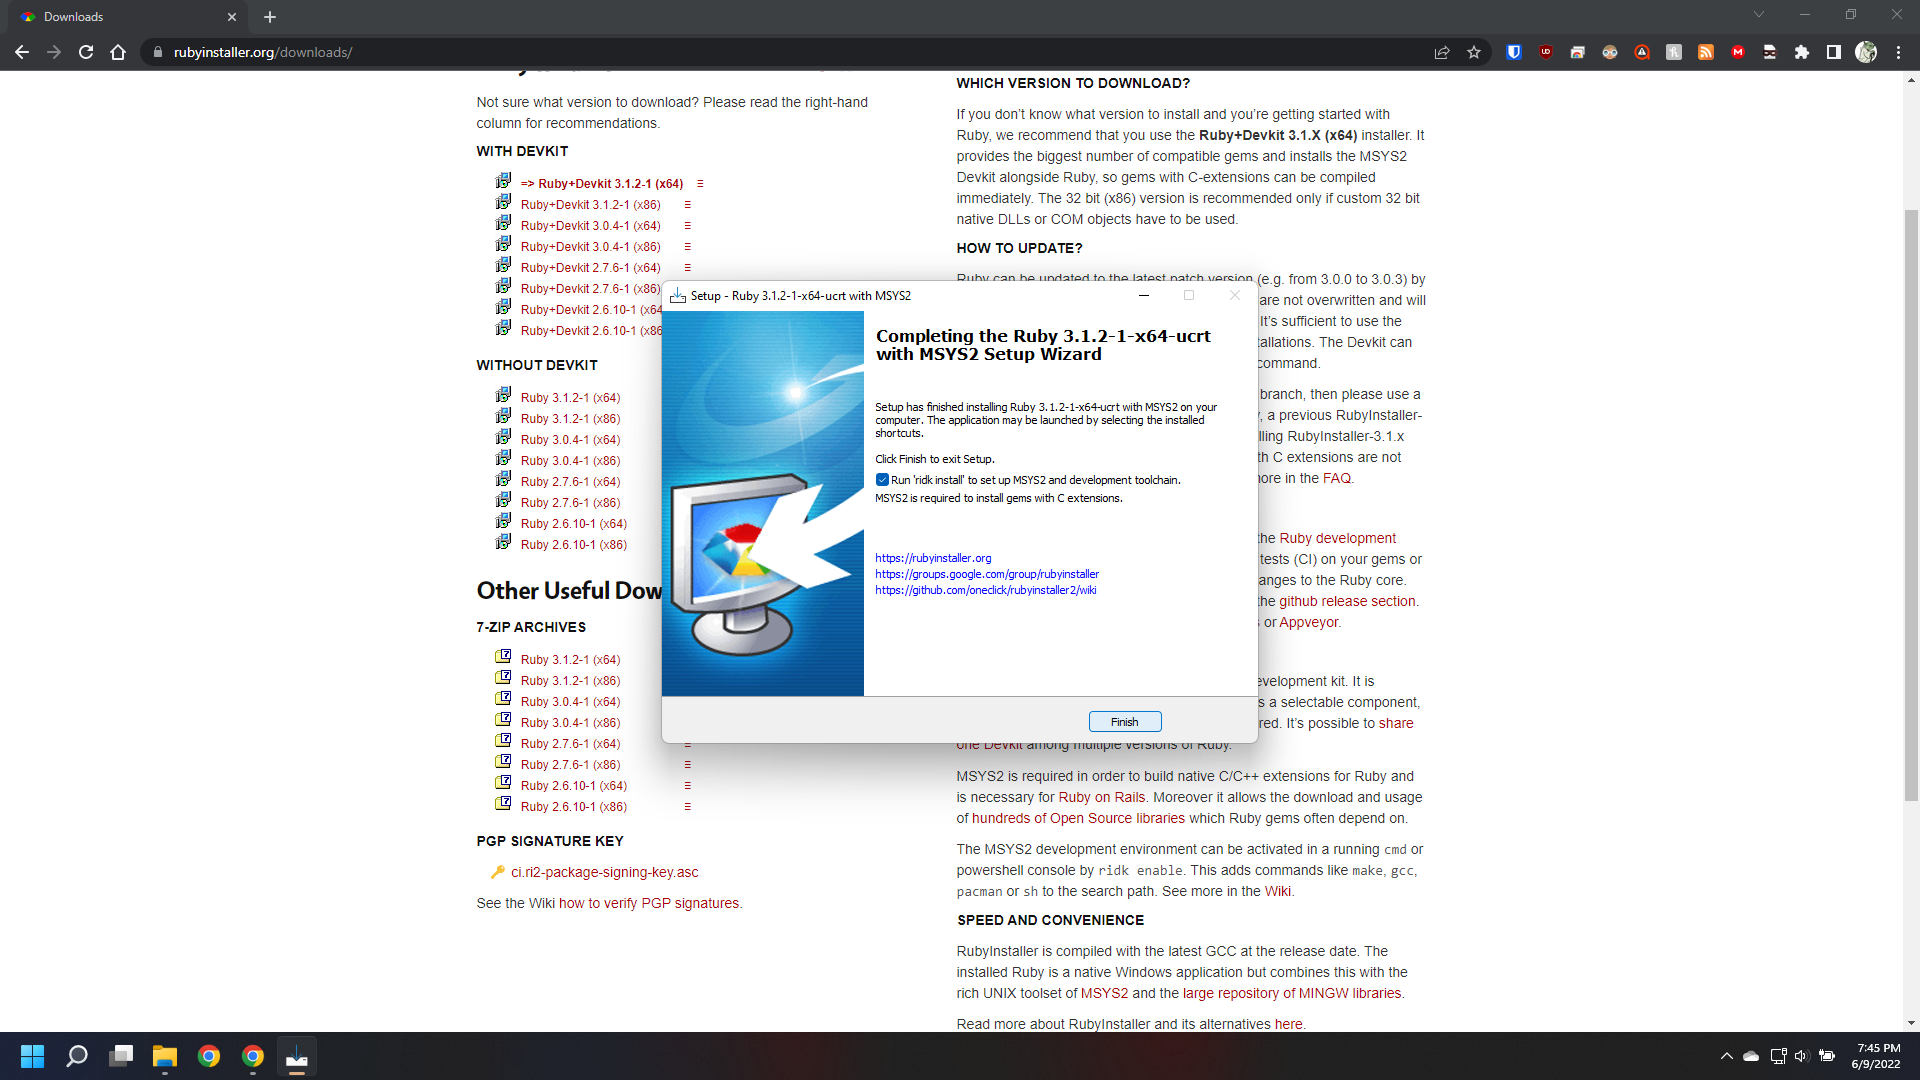 Downloads
rubyinstaller.org/downloads/
Not sure what version to download? Please read the right-hand
column for recommendations.
WITH DEVKIT
=> Ruby+Devkit 3.1.2-1 (x64)
Ruby+Devkit 3.1.2-1 (x86)
Ruby+Devkit 3.0.4-1 (x64)
Ruby+Devkit 3.0.4-1 (x86)
Ruby+Devkit 2.7.6-1 (x64)
Ruby+Devkit 2.7.6-1 (x86)
Ruby+Devkit 2.6.10-1 (x64
Ruby+Devkit 2.6.10-1 (x86
WITHOUT DEVKIT
Ruby 3.1.2-1 (x64)
Ruby 3.1.2-1 (x86)
Ruby 3.0.4-1 (x64)
Ruby 3.0.4-1 (x86)
Ruby 2.7.6-1 (x64)
Ruby 2.7.6-1 (x86)
Ruby 2.6.10-1 (x64)
Ruby 2.6.10-1 (x86)
Other Useful Dow
7-ZIP ARCHIVES
Ruby 3.1.2-1 (x64)
Ruby 3.1.2-1 (x86)
Ruby 3.0.4-1 (x64)
Ruby 3.0.4-1 (x86)
Ruby 2.7.6-1 (x64)
Ruby 2.7.6-1 (x86)
Ruby 2.6.10-1 (x64)
Ruby 2.6.10-1 (x86)
PGP SIGNATURE KEY
ci.ri2-package-signing-key.asc
See the Wiki how to verify PGP signatures.
WHICH VERSION TO DOWNLOAD?
If you don't know what version to install and you're getting started with
Ruby, we recommend that you use the Ruby+Devkit 3.1.X (x64) installer. It
provides the biggest number of compatible gems and installs the MSYS2
Devkit alongside Ruby, so gems with C-extensions can be compiled
immediately. The 32 bit (x86) version is recommended only if custom 32 bit
native DLLs or COM objects have to be used.
HOW TO UPDATE?
Ruby can be updated to the latest patch version (e.g. from 3.0.0 to 3.0.3) by
are not overwritten and will
It's sufficient to use the
tallations. The Devkit can
command.
branch, then please use a
, a previous RubyInstaller-
lling RubyInstaller-3.1.x
th C extensions are not
ore in the FAQ.
the Ruby development
tests (CI) on your gems or
anges to the Ruby core.
the github release section.
or Appveyor.
evelopment kit. It is
s a selectable component,
red. It's possible to share
one Devkit among multiple versions of Ruby.
MSYS2 is required in order to build native C/C++ extensions for Ruby and
is necessary for Ruby on Rails. Moreover it allows the download and usage
of hundreds of Open Source libraries which Ruby gems often depend on.
The MSYS2 development environment can be activated in a running cmd or
powershell console by ridk enable. This adds commands like make, gcc,
pacman or sh to the search path. See more in the Wiki.
SPEED AND CONVENIENCE
RubyInstaller is compiled with the latest GCC at the release date. The
installed Ruby is a native Windows application but combines this with the
rich UNIX toolset of MSYS2 and the large repository of MINGW libraries.
Read more about RubyInstaller and its alternatives here.
Setup - Ruby 3.1.2-1-x64-ucrt with MSYS2
Completing the Ruby 3.1.2-1-x64-ucrt
with MSYS2 Setup Wizard
Setup has finished installing Ruby 3.1.2-1-x64-ucrt with MSYS2 on your
computer. The application may be launched by selecting the installed
shortcuts.
Click Finish to exit Setup.
Run 'ridk install' to set up MSYS2 and development toolchain.
MSYS2 is required to install gems with C extensions.
https://rubyinstaller.org
https://groups.google.com/group/rubyinstaller
https://github.com/oneclick/rubyinstaller2/wiki
Finish
7:45 PM
6/9/2022